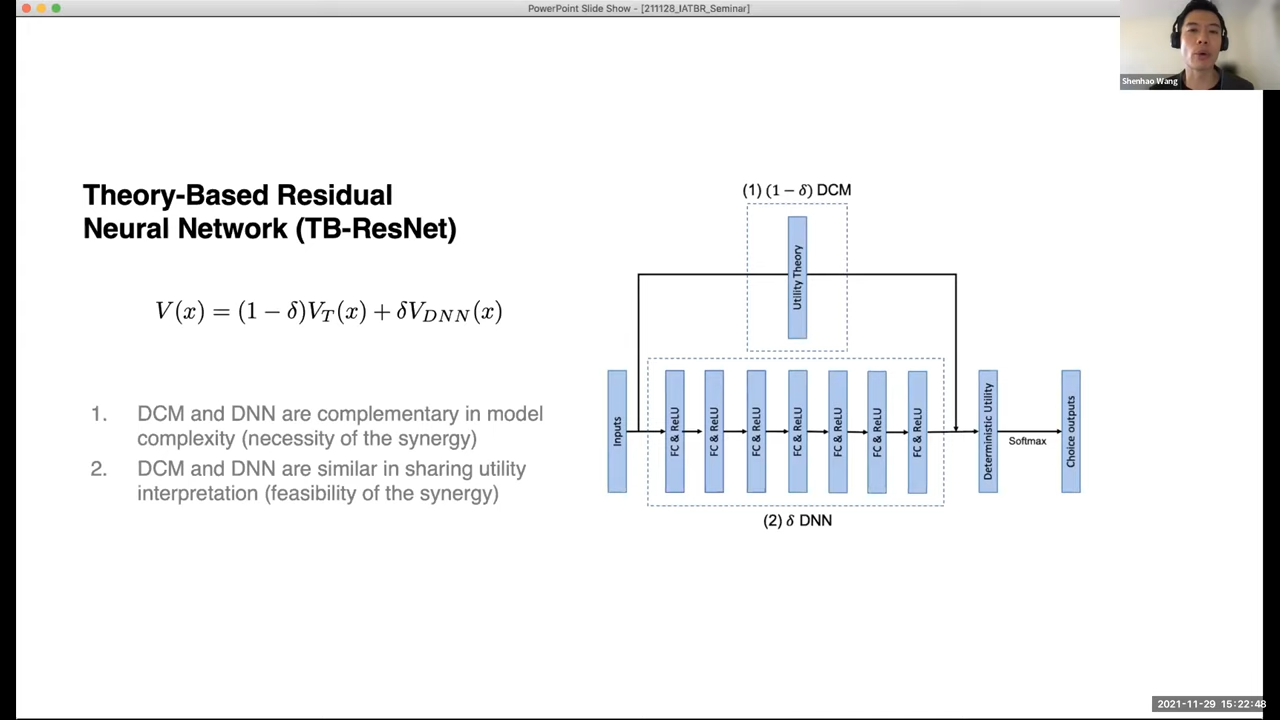 PowerPoint Slide Show - [211128_IATBR_Seminar]
Shenhao Wang
Theory-Based Residual
Neural Network (TB-ResNet)
V(x) = (1 − δ)V_T(x) + δV_{DNN}(x)
1. DCM and DNN are complementary in model
complexity (necessity of the synergy)
2. DCM and DNN are similar in sharing utility
interpretation (feasibility of the synergy)
(1) (1 − δ) DCM
Utility Theory
Inputs
FC & ReLU
FC & ReLU
FC & ReLU
FC & ReLU
FC & ReLU
FC & ReLU
FC & ReLU
Deterministic Utility
Softmax
Choice outputs
(2) δ DNN
2021-11-29 15:22:48